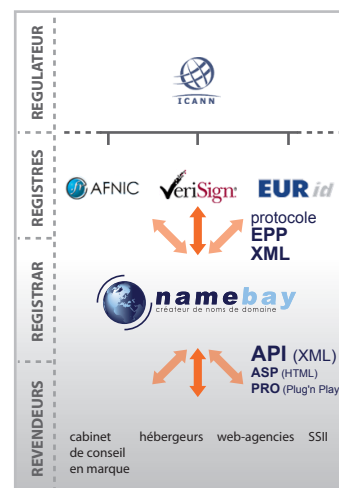 REGULATEUR
ICANN
REGISTRES
AFNIC
VeriSign
EURid
protocole
EPP
XML
REGISTRAR
namebay
créateur de noms de domaine
API (XML)
ASP (HTML)
PRO (Plug'n Play
REVENDEURS
cabinet
de conseil
en marque
hébergeurs
web-agencies
SSII